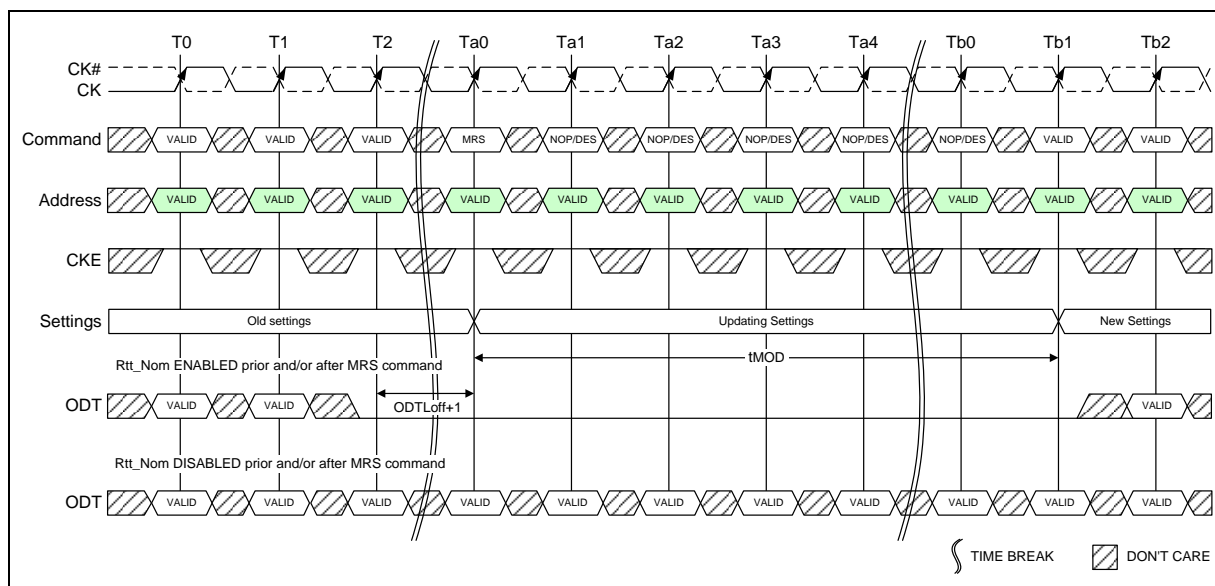 T0 T1 T2 Ta0 Ta1 Ta2 Ta3 Ta4 Tb0 Tb1 Tb2
CK#
CK
Command VALID VALID VALID MRS NOP/DES NOP/DES NOP/DES NOP/DES NOP/DES VALID VALID
Address VALID VALID VALID VALID VALID VALID VALID VALID VALID VALID VALID
CKE
Settings Old settings Updating Settings New Settings
Rtt_Nom ENABLED prior and/or after MRS command tMOD
ODT VALID VALID ODTLoff+1 VALID
Rtt_Nom DISABLED prior and/or after MRS command
ODT VALID VALID VALID VALID VALID VALID VALID VALID VALID VALID VALID
TIME BREAK DON'T CARE